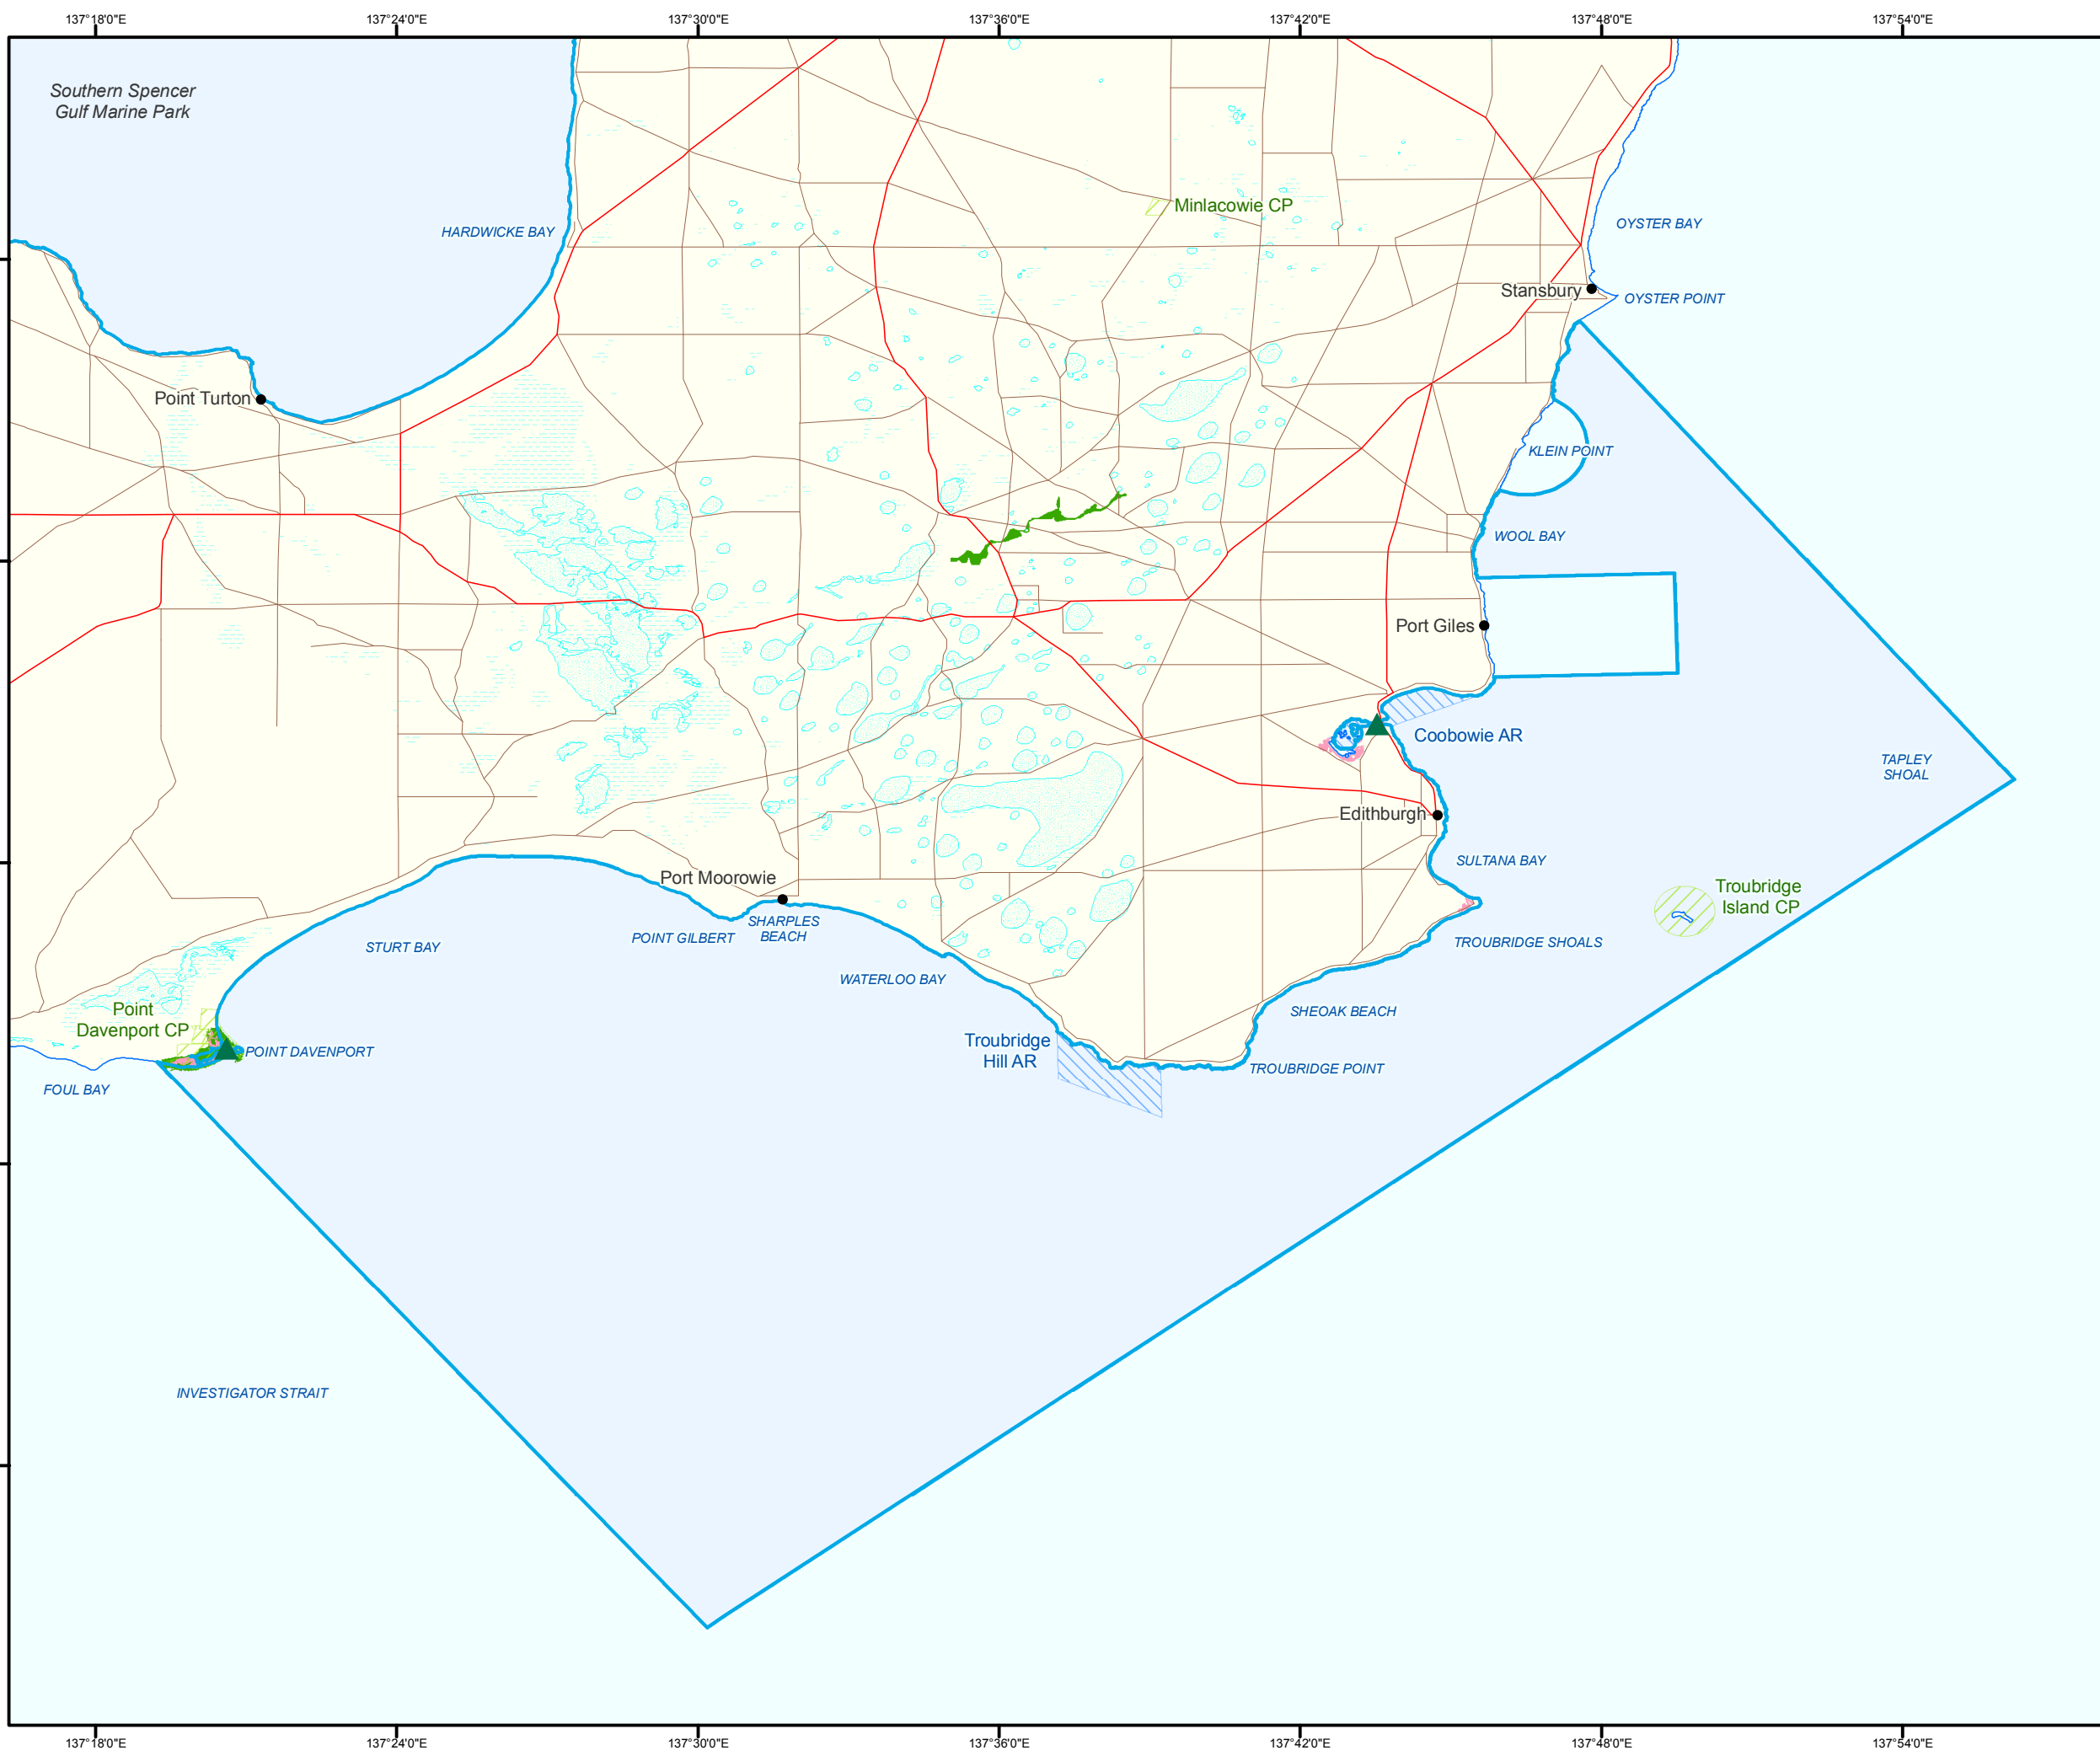 137°18'0"E
137°24'0"E
137°30'0"E
137°36'0"E
137°42'0"E
137°48'0"E
137°54'0"E
Southern Spencer
Gulf Marine Park
Minlacowie CP
OYSTER BAY
HARDWICKE BAY
Stansbury
OYSTER POINT
Point Turton
KLEIN POINT
WOOL BAY
Port Giles
Coobowie AR
TAPLEY
SHOAL
Edithburgh
SULTANA BAY
Port Moorowie
Troubridge
Island CP
SHARPLES
BEACH
POINT GILBERT
STURT BAY
TROUBRIDGE SHOALS
WATERLOO BAY
Point
Davenport CP
SHEOAK BEACH
Troubridge
Hill AR
POINT DAVENPORT
TROUBRIDGE POINT
FOUL BAY
INVESTIGATOR STRAIT
137°18'0"E
137°24'0"E
137°30'0"E
137°36'0"E
137°42'0"E
137°48'0"E
137°54'0"E